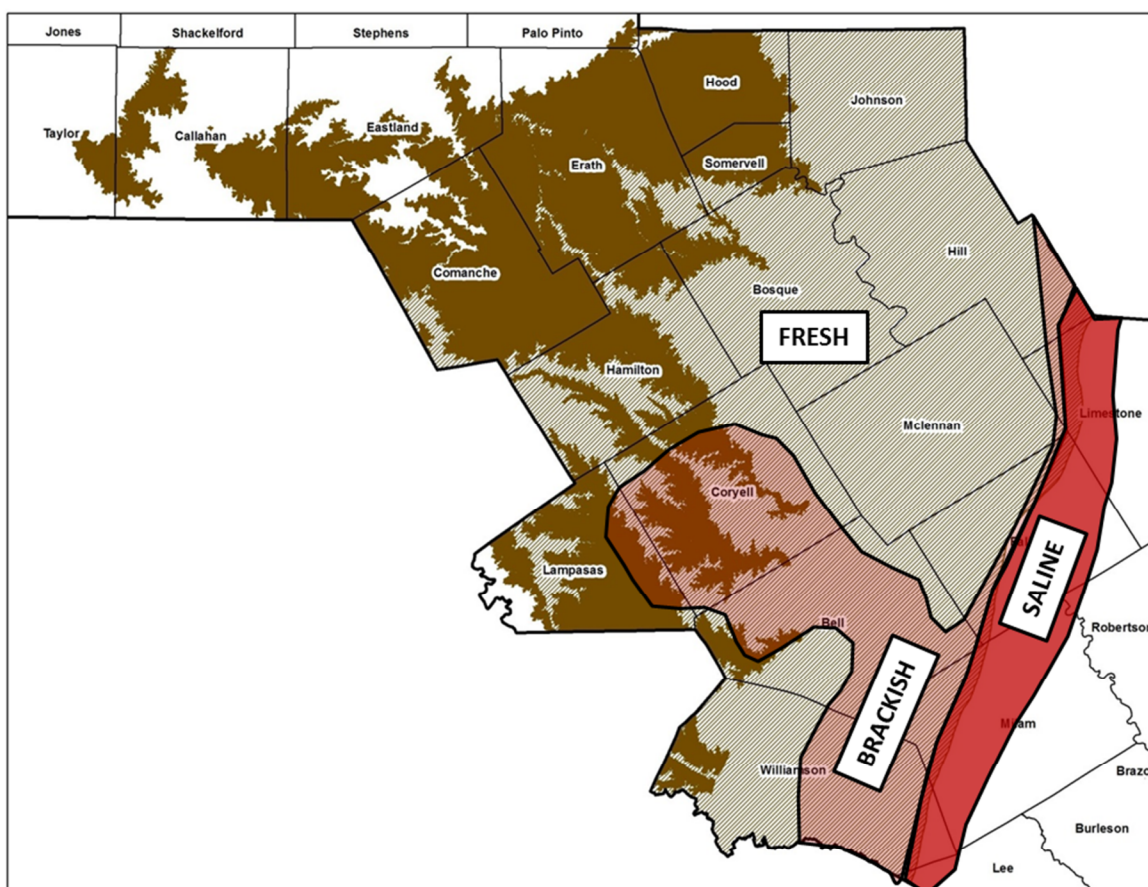 Jones
Shackelford
Stephens
Palo Pinto
Hood
Johnson
Taylor
Callahan
Eastland
Erath
Somervell
Hill
Comanche
Bosque
FRESH
Hamilton
Limestone
Mclennan
Coryell
Lampasas
SALINE
Bell
Robertson
BRACKISH
Milam
Williamson
Brazo
Burleson
Lee